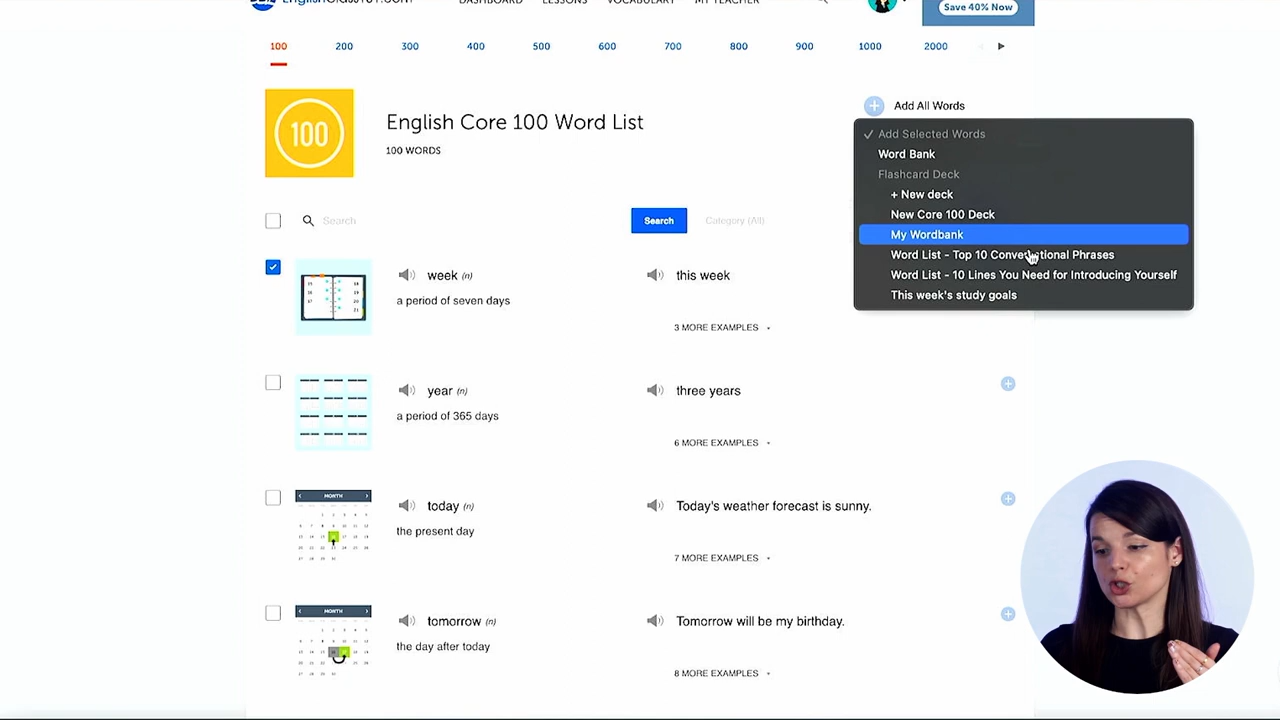 EnglishClass101.com DASHBOARD LESSONS VOCABULARY MY TEACHER
Save 40% Now
100 200 300 400 500 600 700 800 900 1000 2000
100
English Core 100 Word List
100 WORDS
Add All Words
Add Selected Words
Word Bank
Flashcard Deck
+ New deck
New Core 100 Deck
My Wordbank
Word List - Top 10 Conversational Phrases
Word List - 10 Lines You Need for Introducing Yourself
This week's study goals
Search Search Category (All)
week (n) this week
a period of seven days
3 MORE EXAMPLES
year (n) three years
a period of 365 days
6 MORE EXAMPLES
MONTH
today (n) Today's weather forecast is sunny.
the present day
7 MORE EXAMPLES
MONTH
tomorrow (n) Tomorrow will be my birthday.
the day after today
8 MORE EXAMPLES